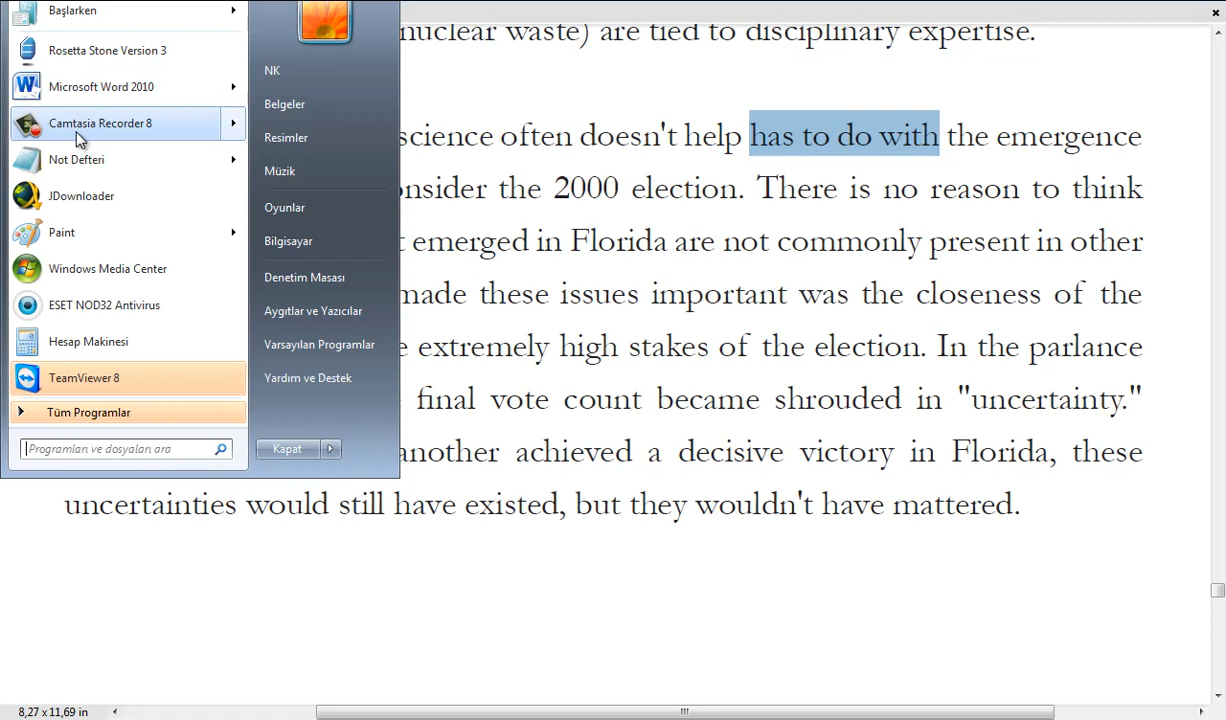 Başlarken
Rosetta Stone Version 3
Microsoft Word 2010
Camtasia Recorder 8
Not Defteri
JDownloader
Paint
Windows Media Center
ESET NOD32 Antivirus
Hesap Makinesi
TeamViewer 8
Tüm Programlar
Programları ve dosyaları ara
NK
Belgeler
Resimler
Müzik
Oyunlar
Bilgisayar
Denetim Masası
Aygıtlar ve Yazıcılar
Varsayılan Programlar
Yardım ve Destek
Kapat
nuclear waste) are tied to disciplinary expertise.
science often doesn't help has to do with the emergence
onsider the 2000 election. There is no reason to think
t emerged in Florida are not commonly present in other
made these issues important was the closeness of the
e extremely high stakes of the election. In the parlance
final vote count became shrouded in "uncertainty."
another achieved a decisive victory in Florida, these
uncertainties would still have existed, but they wouldn't have mattered.
8,27 x 11,69 in